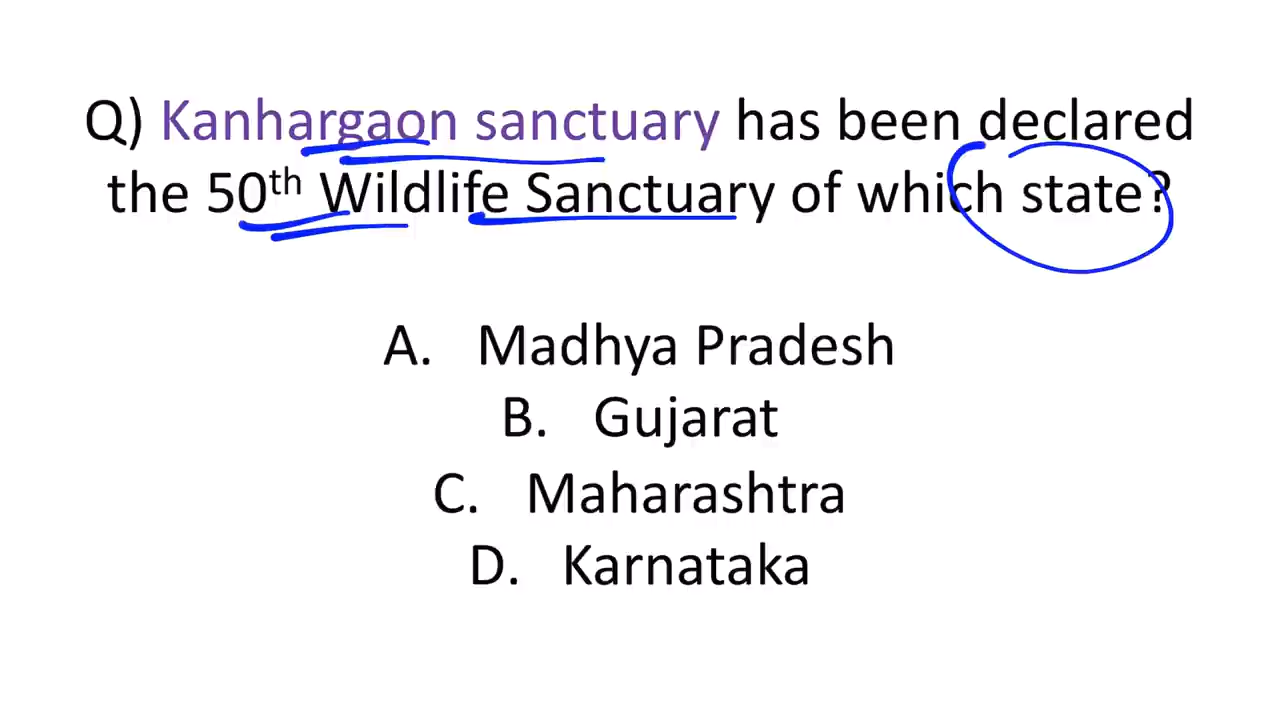 Q) Kanhargaon sanctuary has been declared
the 50th Wildlife Sanctuary of which state?
A. Madhya Pradesh
B. Gujarat
C. Maharashtra
D. Karnataka